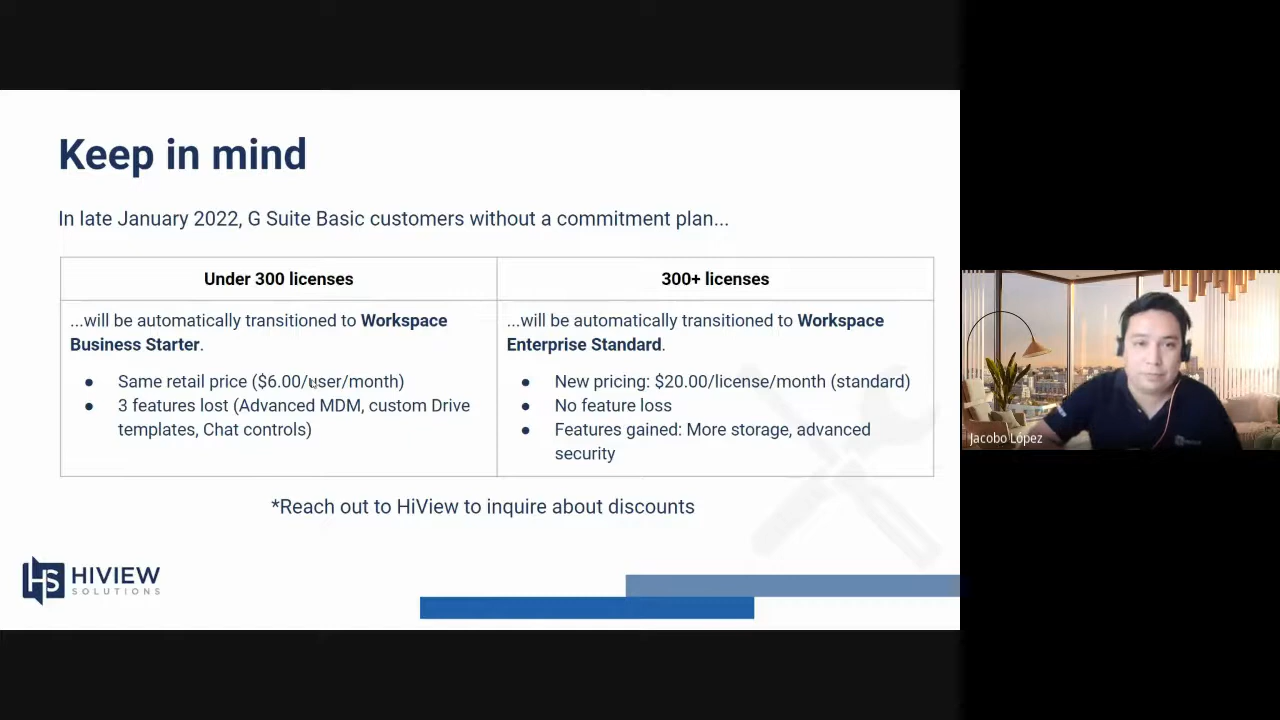 Keep in mind
In late January 2022, G Suite Basic customers without a commitment plan...
Under 300 licenses
...will be automatically transitioned to Workspace
Business Starter.
● Same retail price ($6.00/user/month)
● 3 features lost (Advanced MDM, custom Drive
templates, Chat controls)
300+ licenses
...will be automatically transitioned to Workspace
Enterprise Standard.
● New pricing: $20.00/license/month (standard)
● No feature loss
● Features gained: More storage, advanced
security
*Reach out to HiView to inquire about discounts
HS HIVIEW
SOLUTIONS
Jacobo López